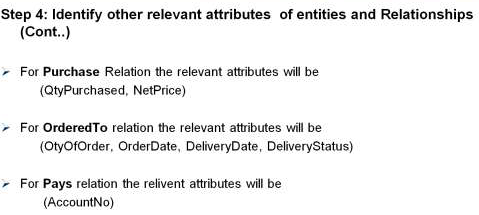 Step 4: Identify other relevant attributes of entities and Relationships
(Cont..)
➢ For Purchase Relation the relevant attributes will be
(QtyPurchased, NetPrice)
➢ For OrderedTo relation the relevant attributes will be
(OtyOfOrder, OrderDate, DeliveryDate, DeliveryStatus)
➢ For Pays relation the relivent attributes will be
(AccountNo)